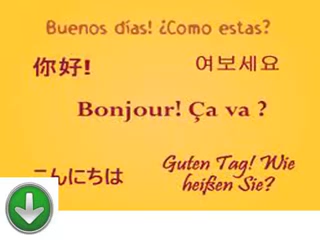 Buenos días! ¿Como estas?
你好!
여보세요
Bonjour! Ça va ?
こんにちは
Guten Tag! Wie
heißen Sie?